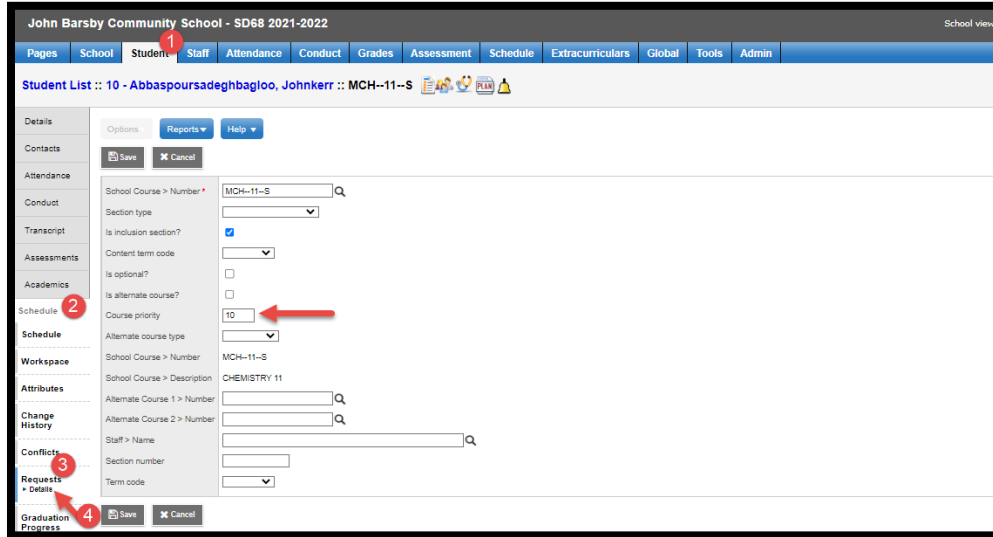 John Barsby Community School - SD68 2021-2022
School view
1
Pages School Student Staff Attendance Conduct Grades Assessment Schedule Extracurriculars Global Tools Admin
Student List :: 10 - Abbaspoursadeghbagloo, Johnkerr :: MCH--11--S PLAN
Details
Contacts
Attendance
Conduct
Transcript
Assessments
Academics
Schedule 2
Schedule
Workspace
Attributes
Change
History
Conflicts
3
Requests
Details
4
Graduation
Progress
Options Reports Help
Save Cancel
School Course > Number * MCH--11--S
Section type
Is inclusion section?
Content term code
Is optional?
Is alternate course?
Course priority 10
Alternate course type
School Course > Number MCH--11--S
School Course > Description CHEMISTRY 11
Alternate Course 1 > Number
Alternate Course 2 > Number
Staff > Name
Section number
Term code
Save Cancel